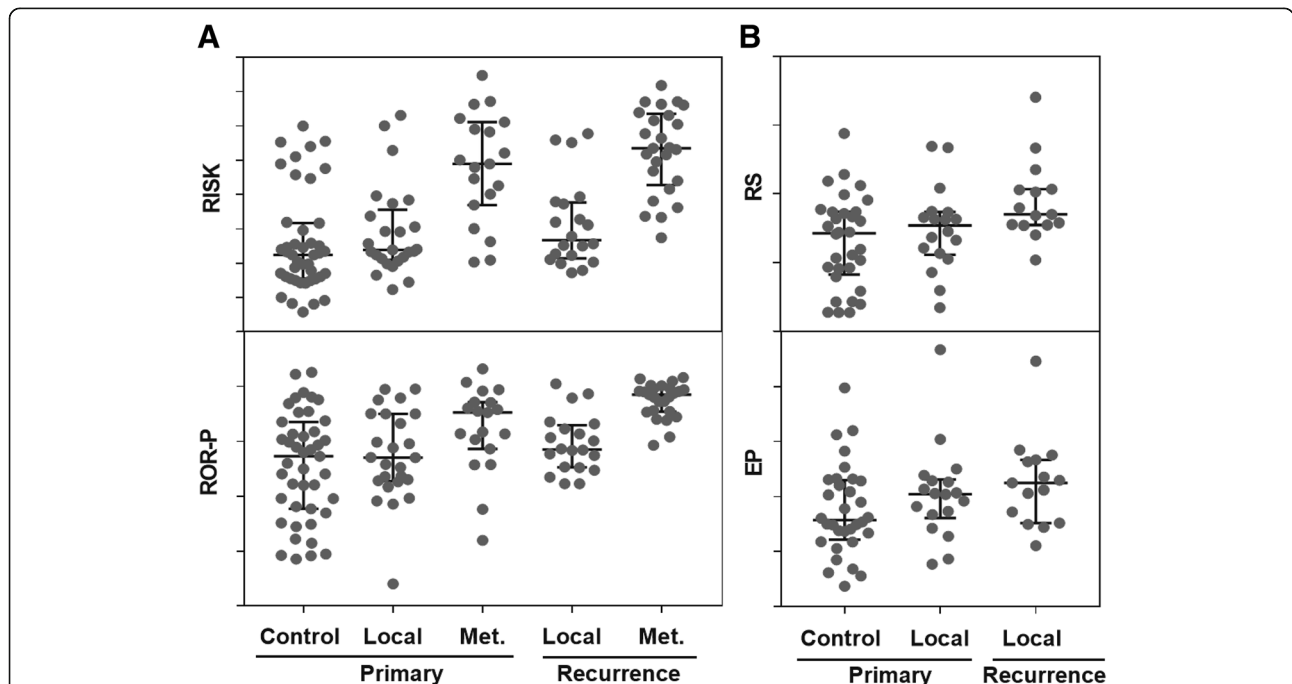 A
B
RISK
RS
ROR-P
EP
Control Local Met. Local Met.
Primary Recurrence
Control Local Local
Primary Recurrence